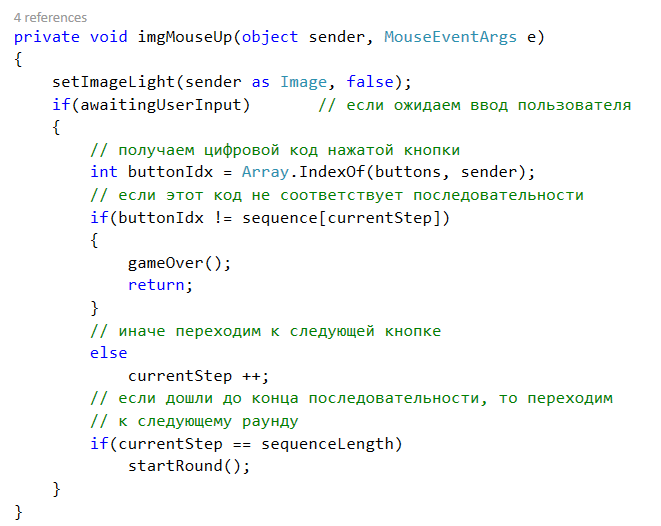 4 references
private void imgMouseUp(object sender, MouseEventArgs e)
{
    setImageLight(sender as Image, false);
    if(awaitingUserInput)       // если ожидаем ввод пользователя
    {
        // получаем цифровой код нажатой кнопки
        int buttonIdx = Array.IndexOf(buttons, sender);
        // если этот код не соответствует последовательности
        if(buttonIdx != sequence[currentStep])
        {
            gameOver();
            return;
        }
        // иначе переходим к следующей кнопке
        else
            currentStep ++;
        // если дошли до конца последовательности, то переходим
        // к следующему раунду
        if(currentStep == sequenceLength)
            startRound();
    }
}